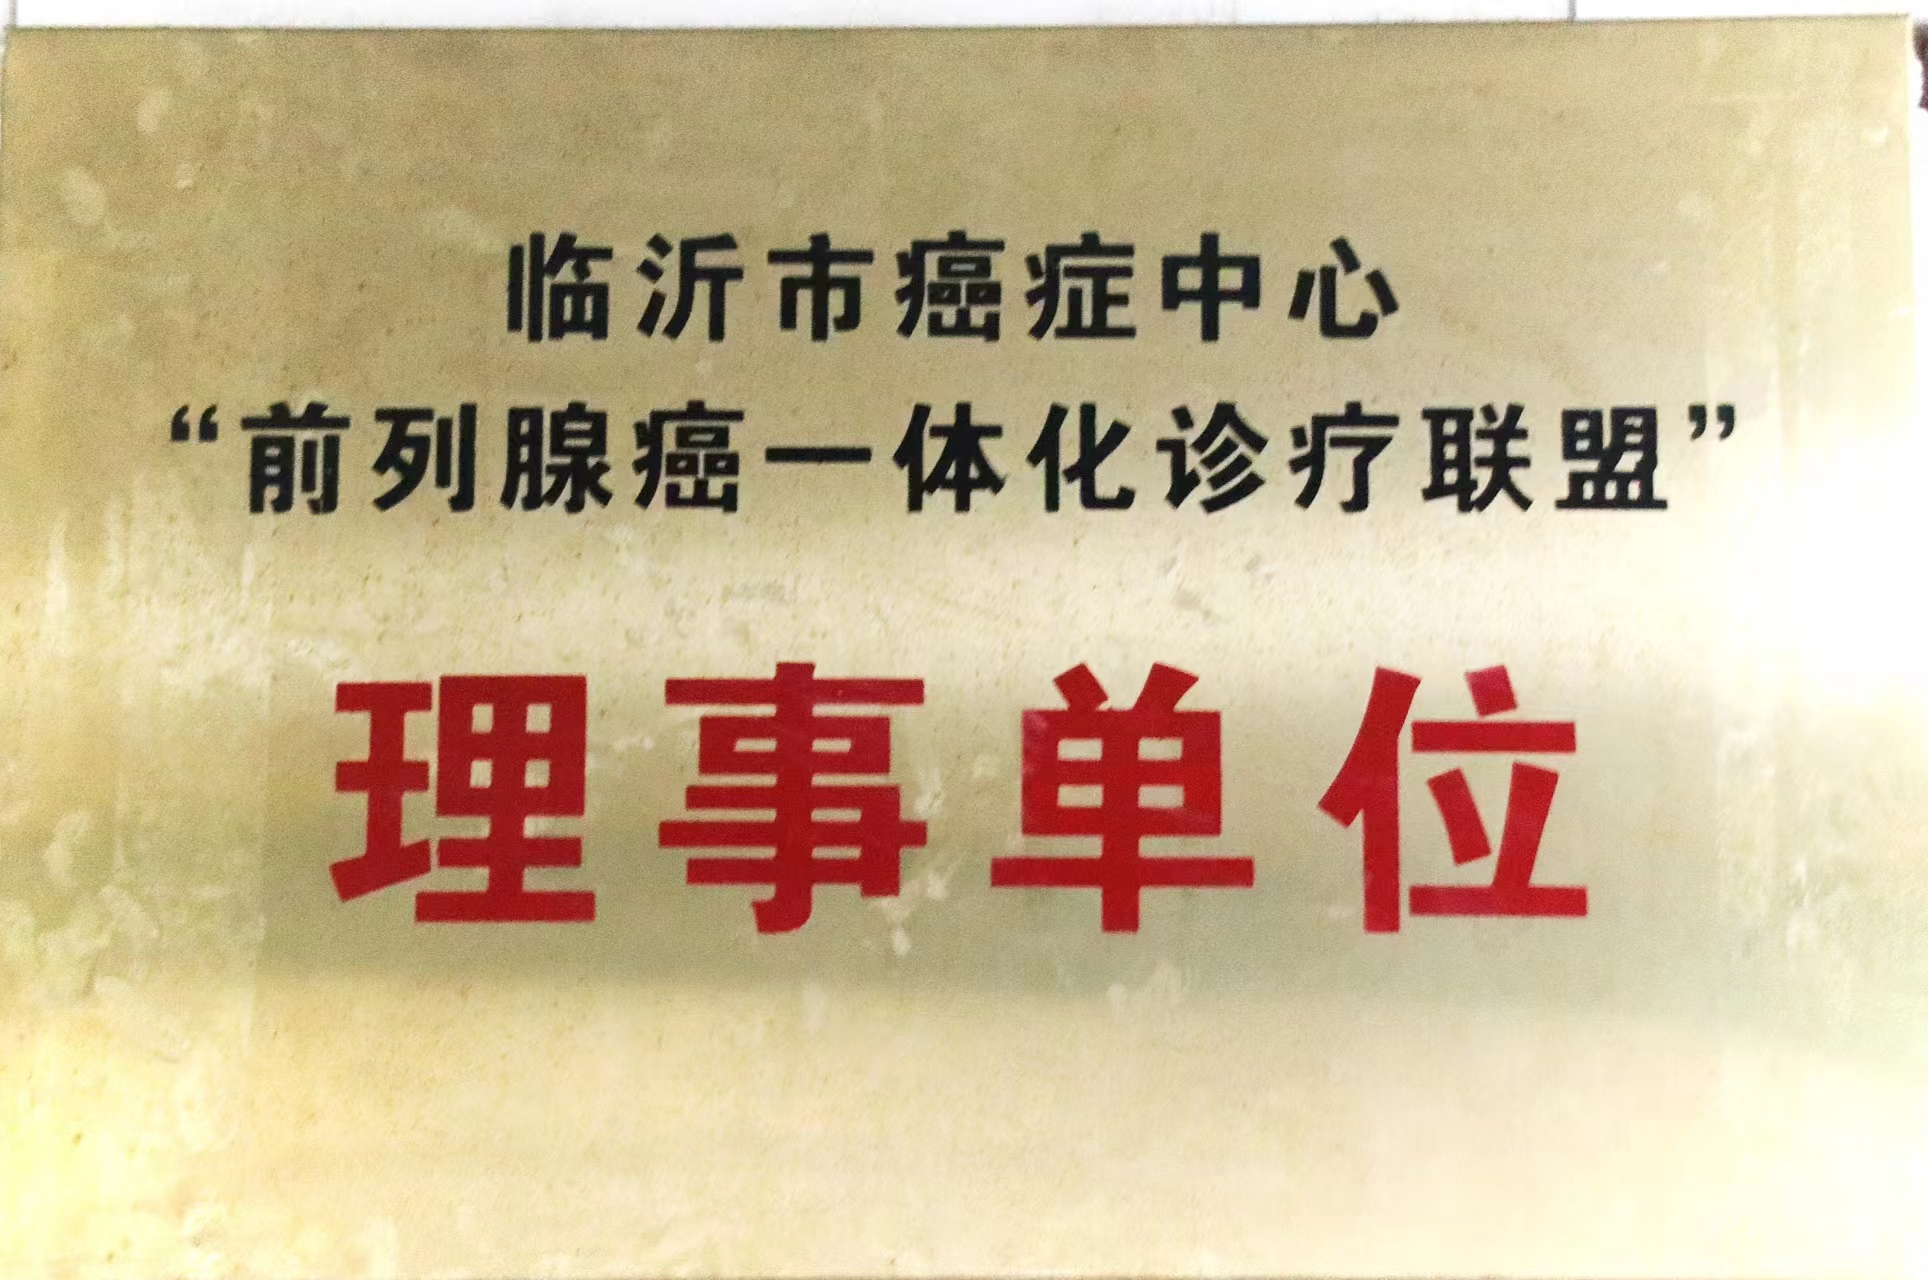 临沂市癌症中心
“前列腺癌一体化诊疗联盟”
理事单位